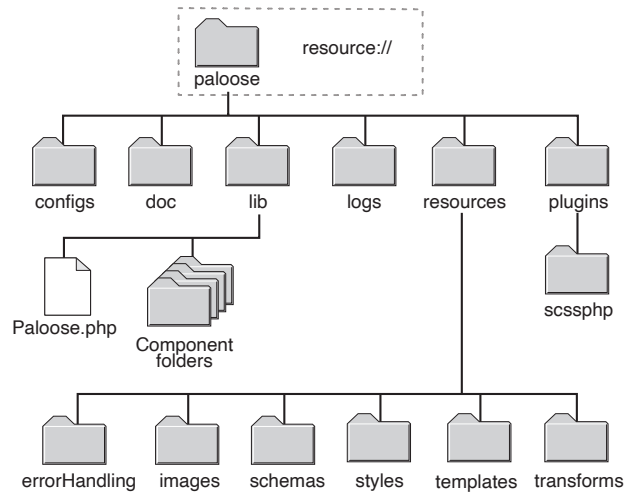 resource://
paloose
configs
doc
lib
logs
resources
plugins
Paloose.php
Component
folders
scssphp
errorHandling
images
schemas
styles
templates
transforms